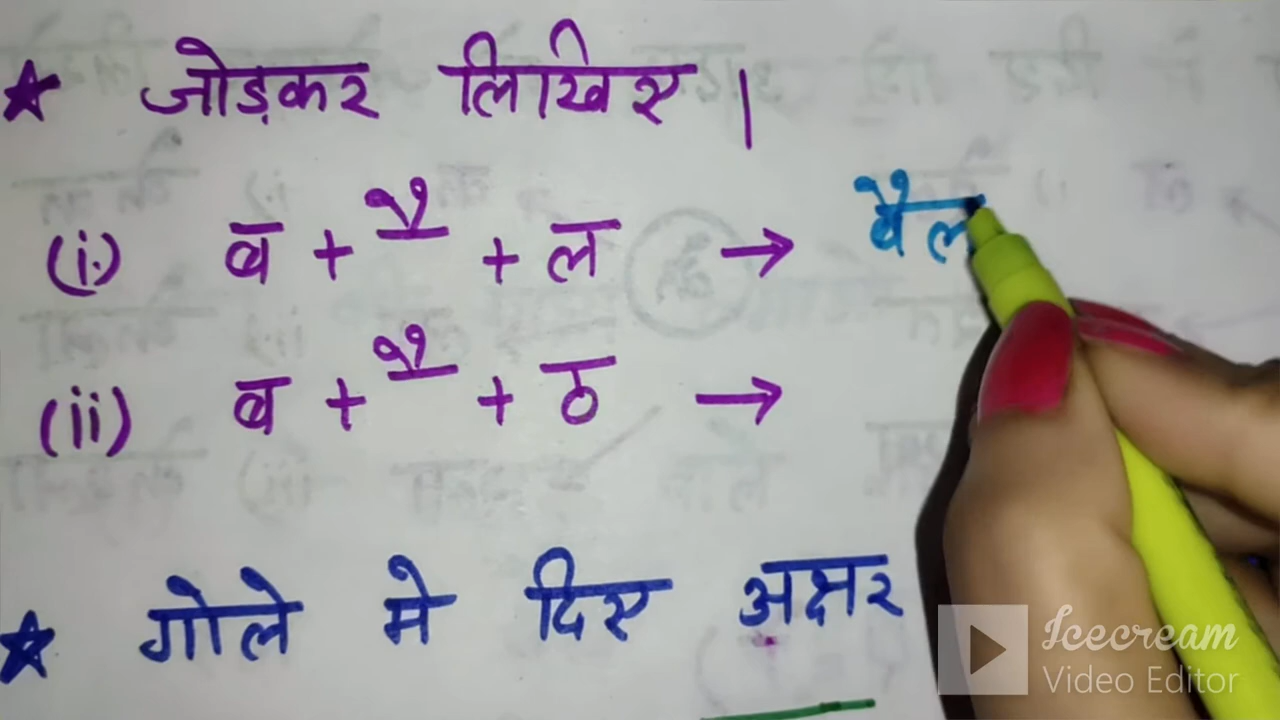 ★ जोड़कर लिखिए |
(i) ब + ै + ल → बैल
(ii) ब + ै + ठ →
★ गोले मे दिए अक्षर
Icecream
Video Editor